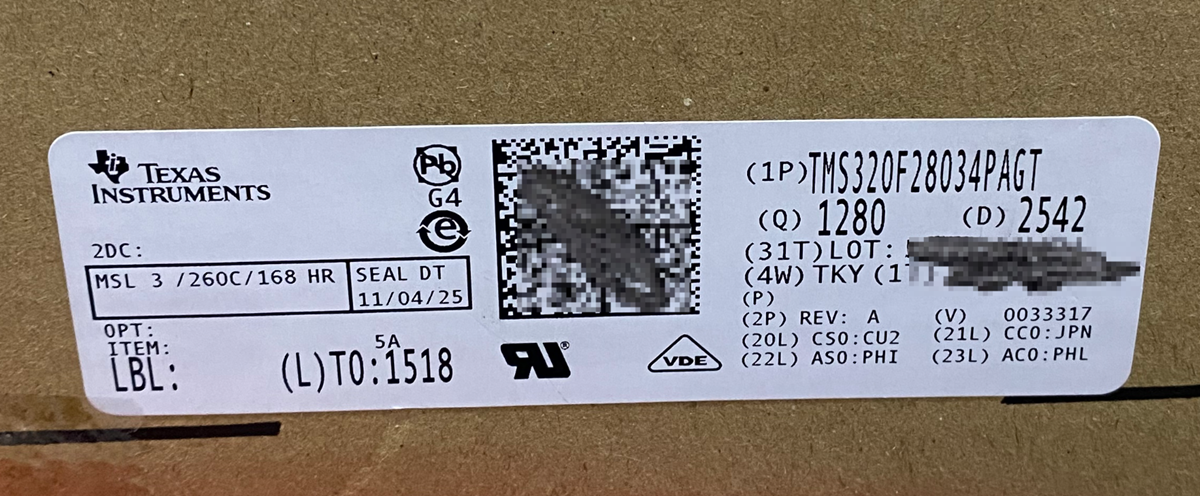 TEXAS
INSTRUMENTS
Pb
G4
e
2DC:
MSL 3 /260C/168 HR
SEAL DT
11/04/25
OPT:
ITEM:
5A
LBL:
(L)TO:1518
VDE
(1P)TMS320F28034PAGT
(Q) 1280 (D) 2542
(31T)LOT:
(4W) TKY (1T
(P)
(2P) REV: A (V) 0033317
(20L) CSO:CU2 (21L) CCO:JPN
(22L) ASO:PHI (23L) ACO:PHL